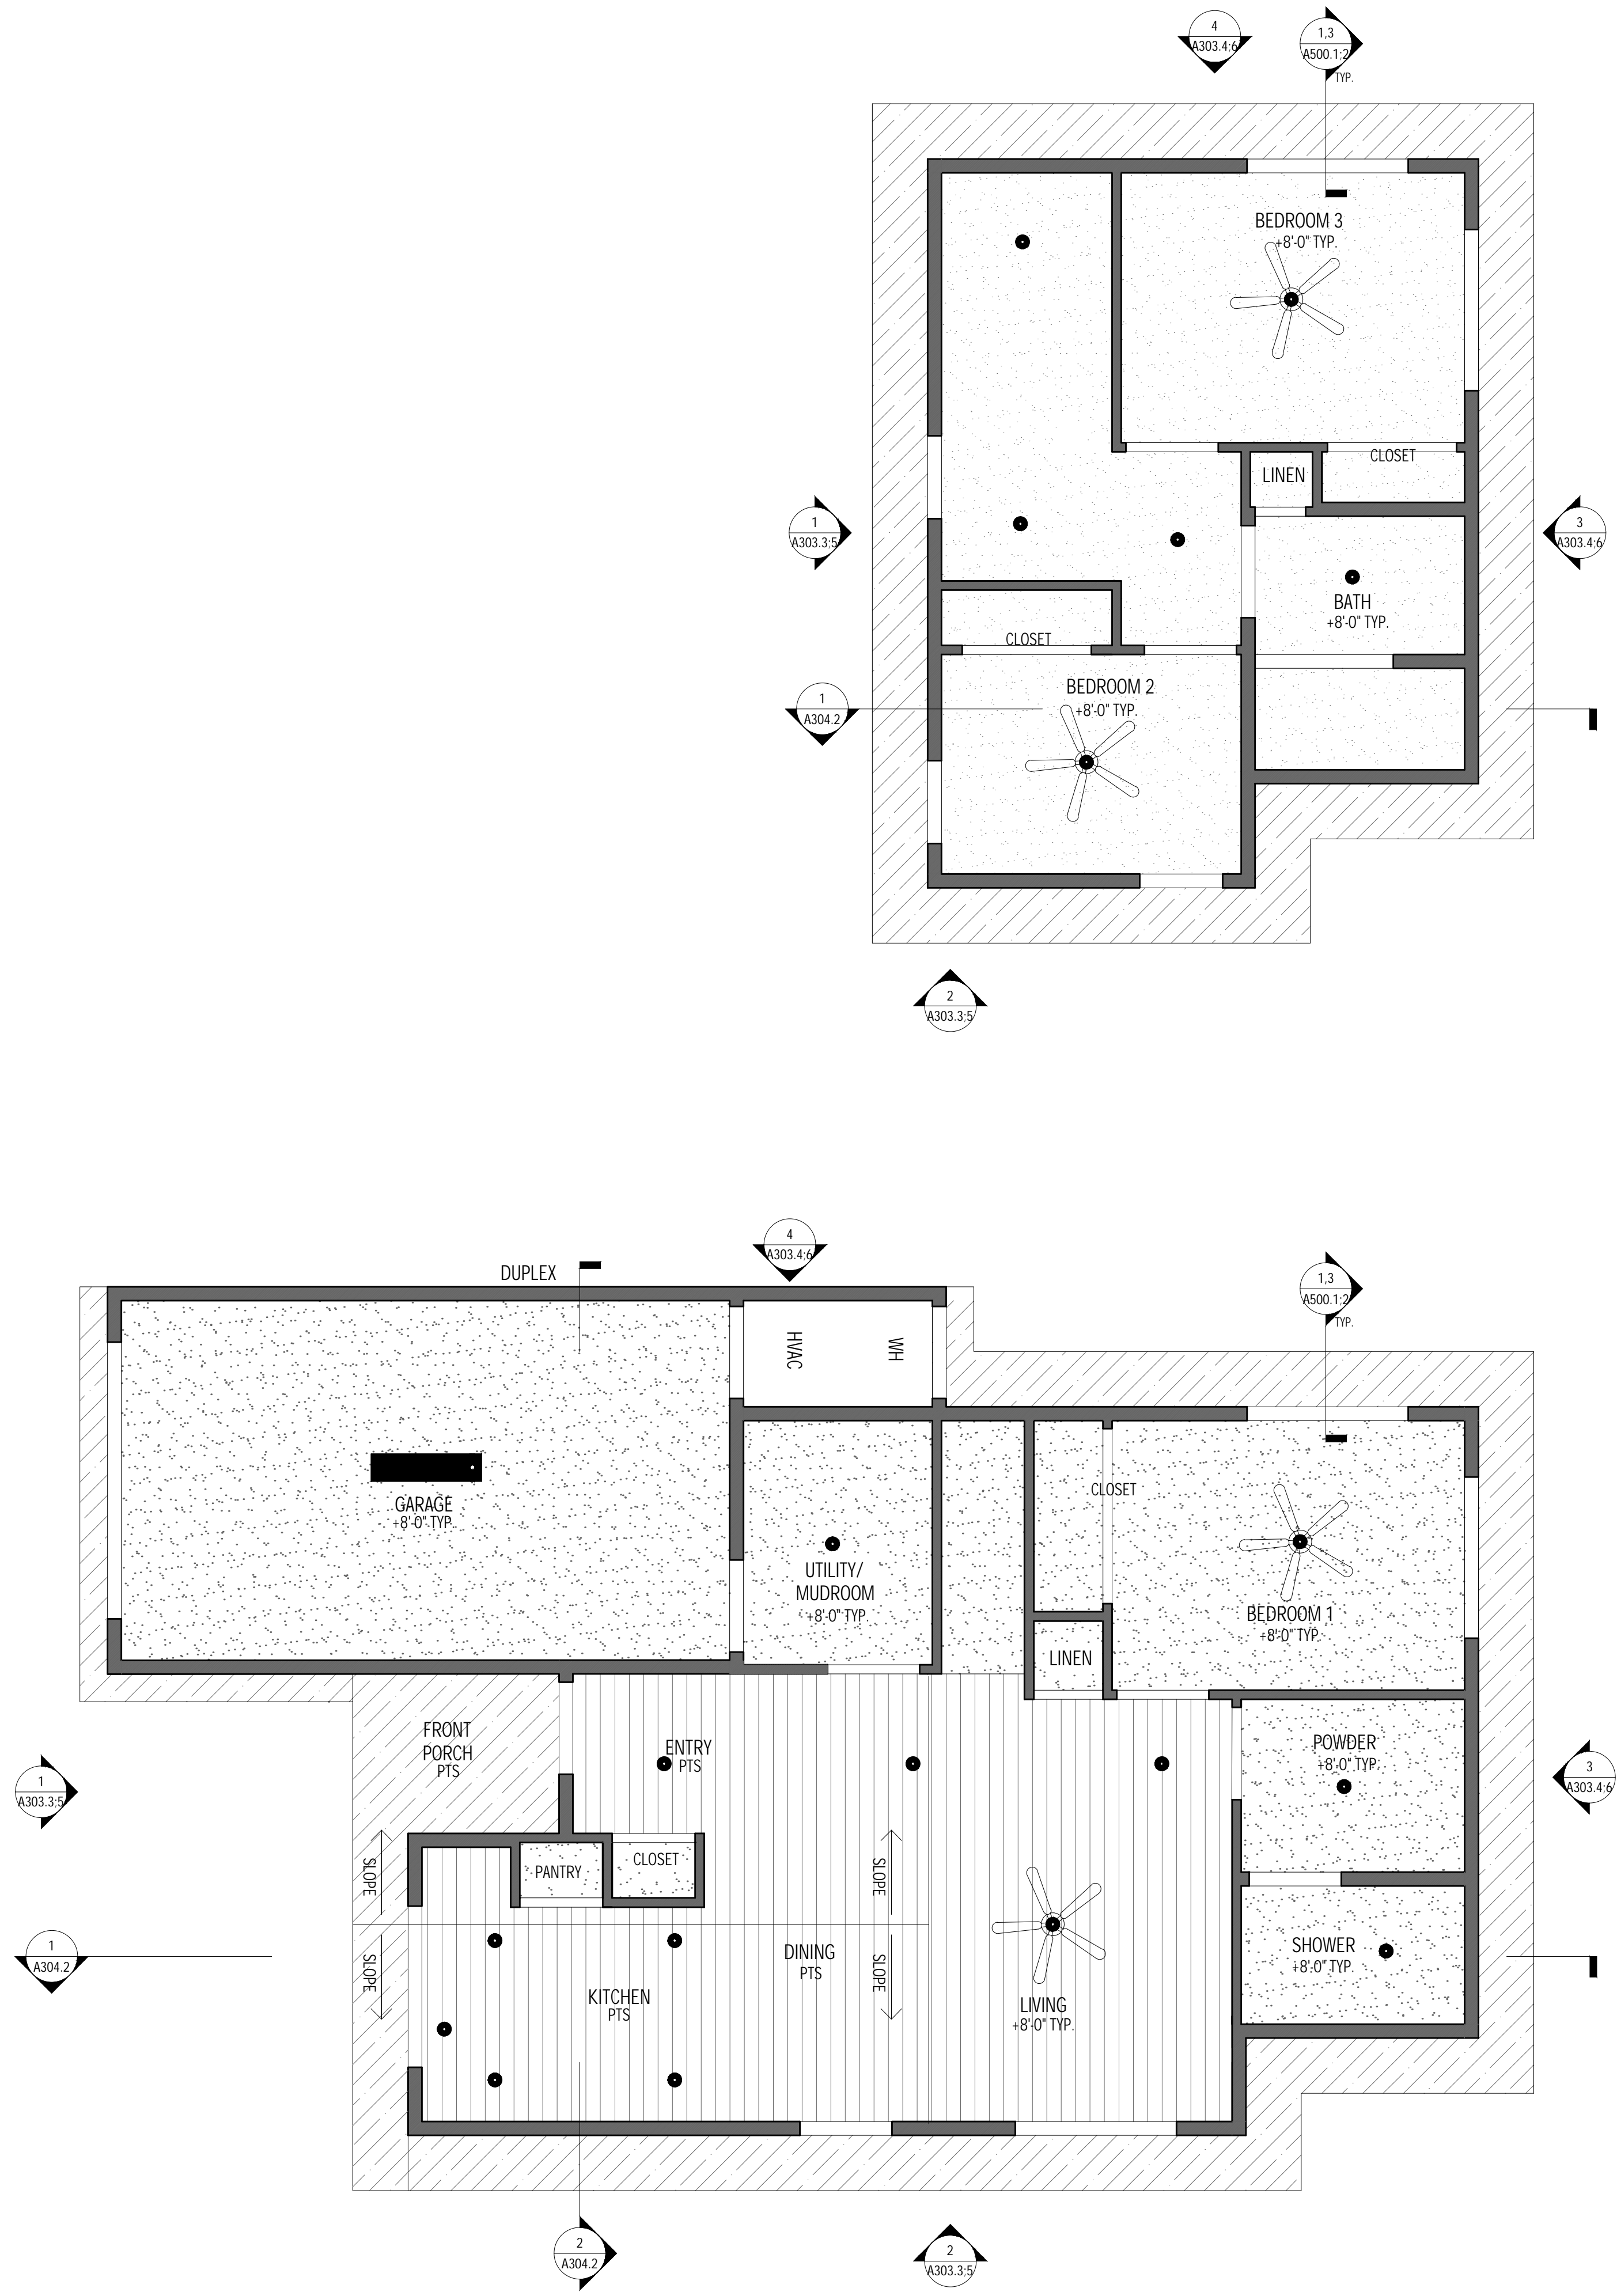 4
A303.4;6
1,3
A500.1;2
TYP.
BEDROOM 3
+8'-0" TYP.
CLOSET
LINEN
1
A303.3;5
3
A303.4;6
BATH
+8'-0" TYP.
CLOSET
BEDROOM 2
+8'-0" TYP.
1
A304.2
2
A303.3;5
4
A303.4;6
DUPLEX
1,3
A500.1;2
TYP.
HVAC
WH
CLOSET
GARAGE
+8'-0" TYP.
UTILITY/
MUDROOM
+8'-0" TYP.
BEDROOM 1
+8'-0" TYP.
LINEN
FRONT
PORCH
PTS
ENTRY
PTS
POWDER
+8'-0" TYP.
1
A303.3;5
3
A303.4;6
SLOPE
PANTRY
CLOSET
SLOPE
1
A304.2
SLOPE
DINING
PTS
SLOPE
SHOWER
+8'-0" TYP.
KITCHEN
PTS
LIVING
+8'-0" TYP.
2
A304.2
2
A303.3;5